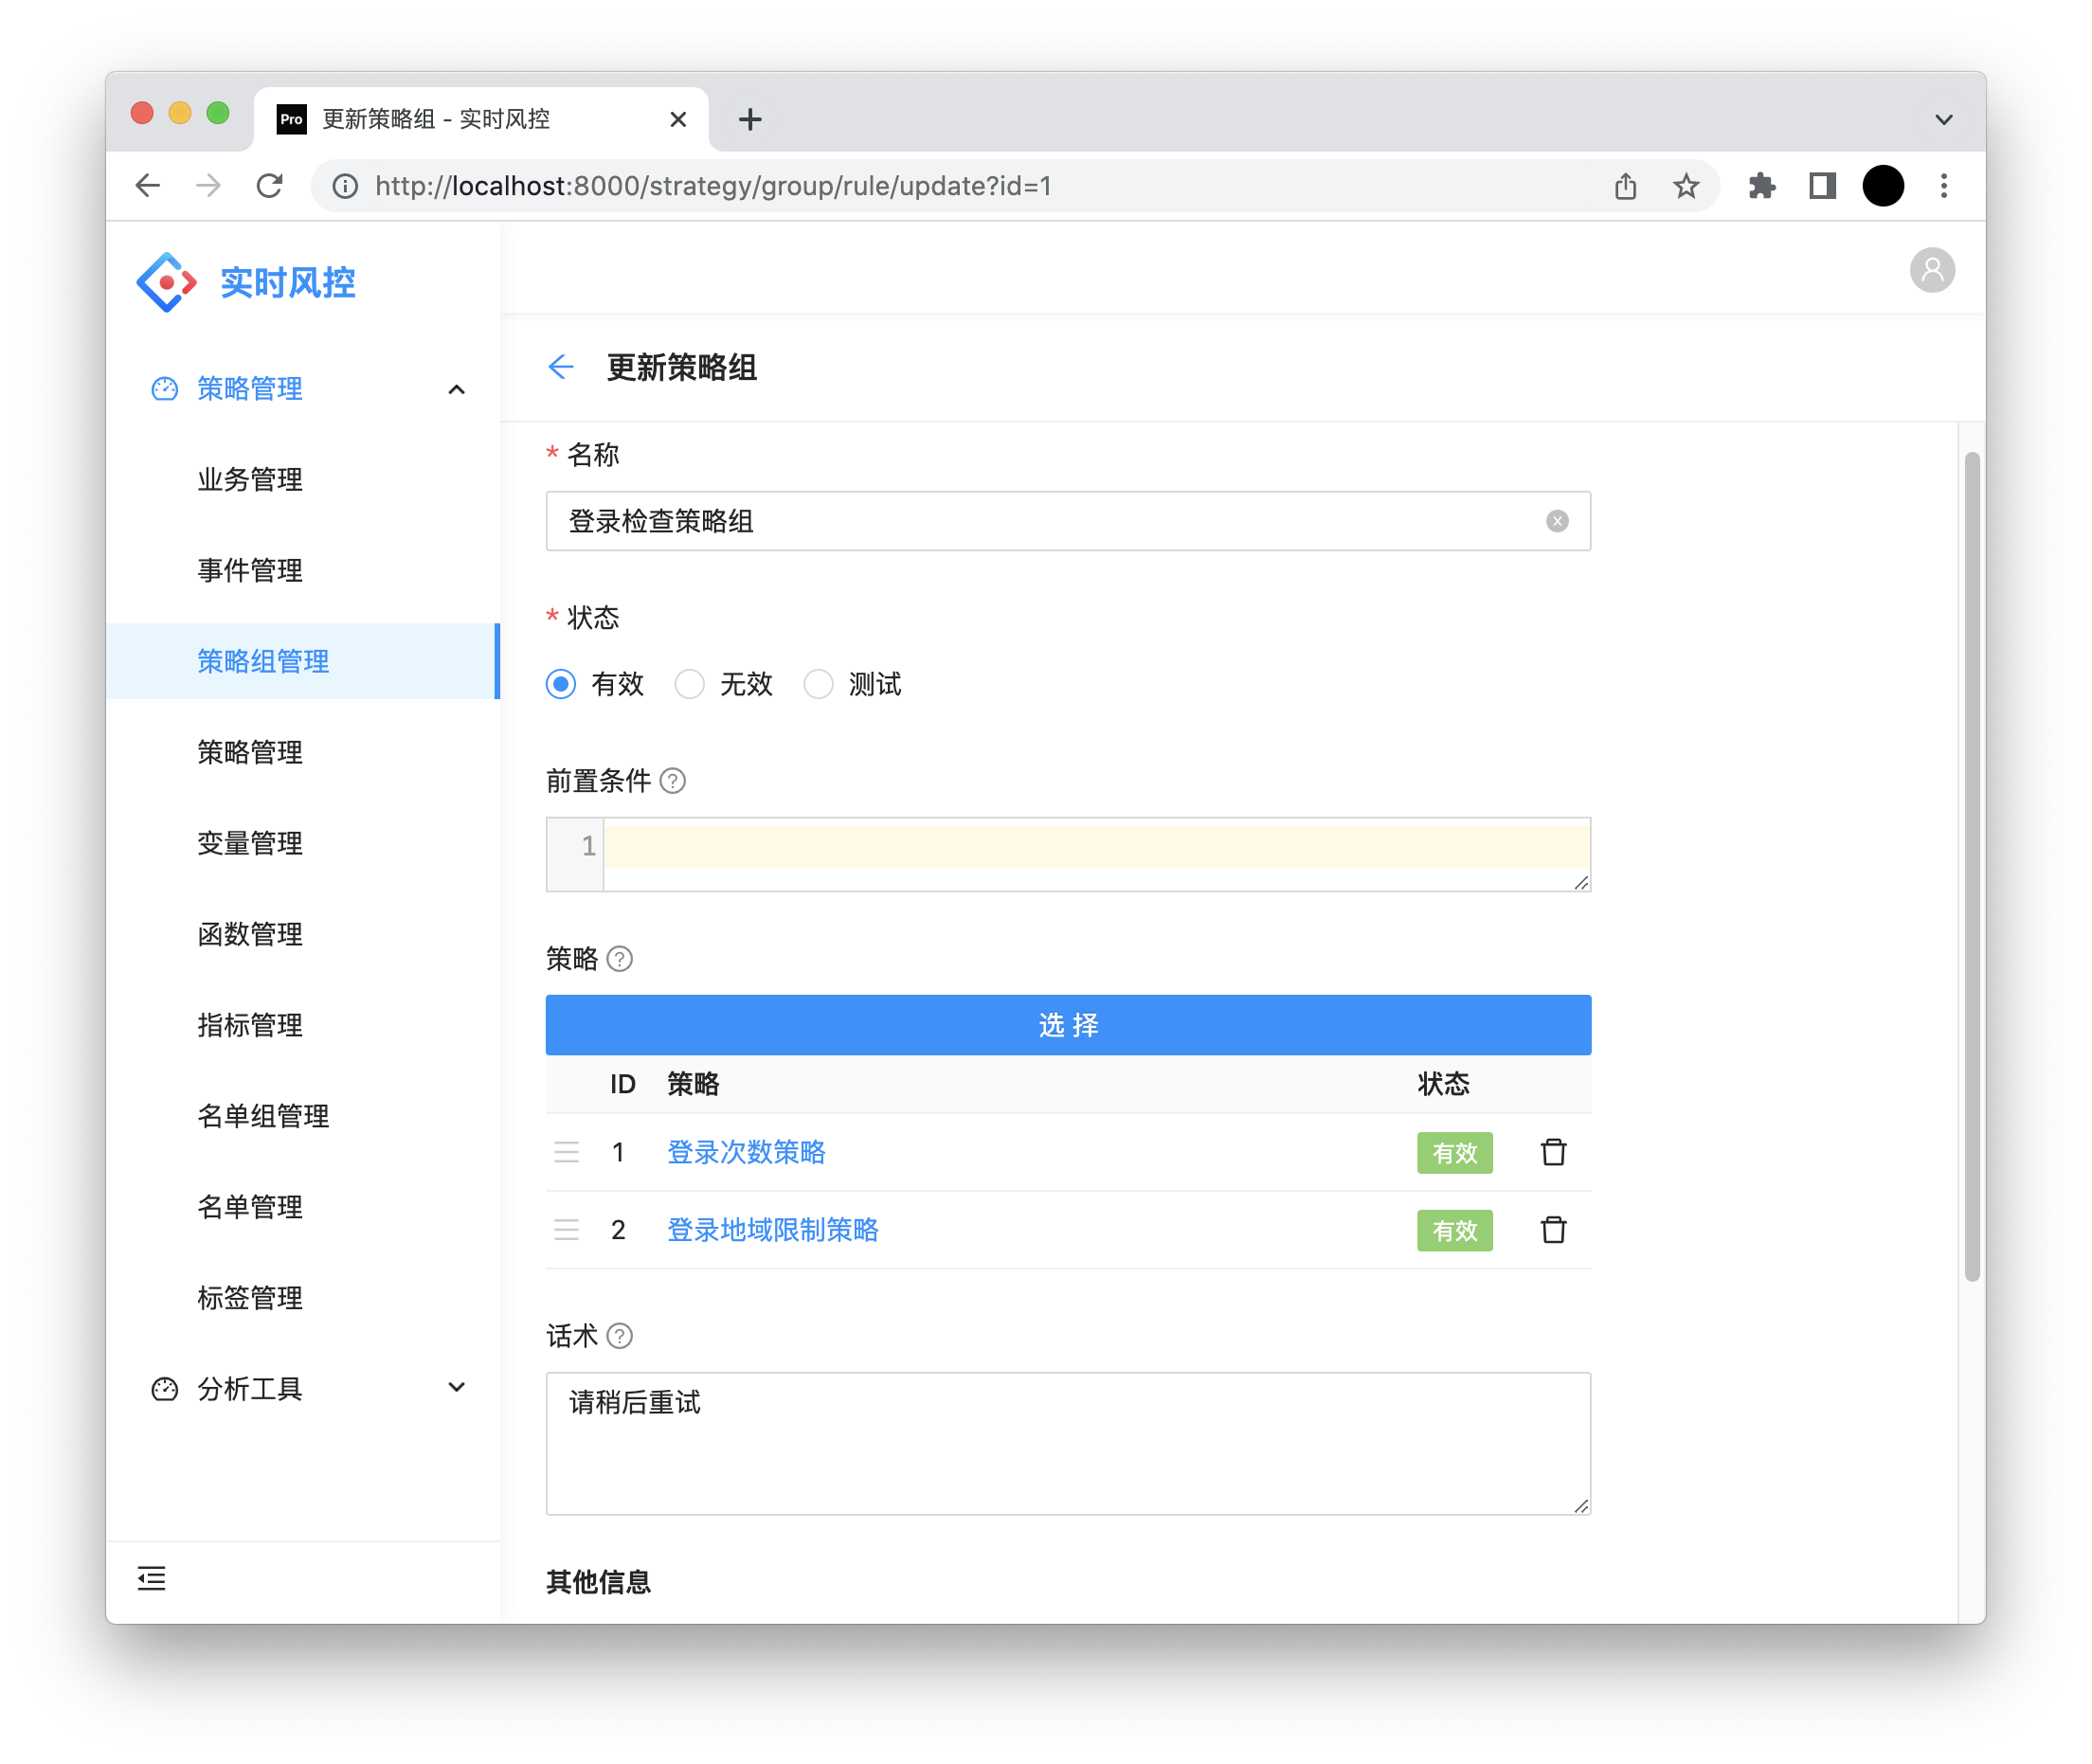 Pro 更新策略组 - 实时风控
http://localhost:8000/strategy/group/rule/update?id=1
实时风控
策略管理
业务管理
事件管理
策略组管理
策略管理
变量管理
函数管理
指标管理
名单组管理
名单管理
标签管理
分析工具
更新策略组
* 名称
登录检查策略组
* 状态
有效 无效 测试
前置条件 ?
1
策略 ?
选 择
ID 策略 状态
1 登录次数策略 有效
2 登录地域限制策略 有效
话术 ?
请稍后重试
其他信息